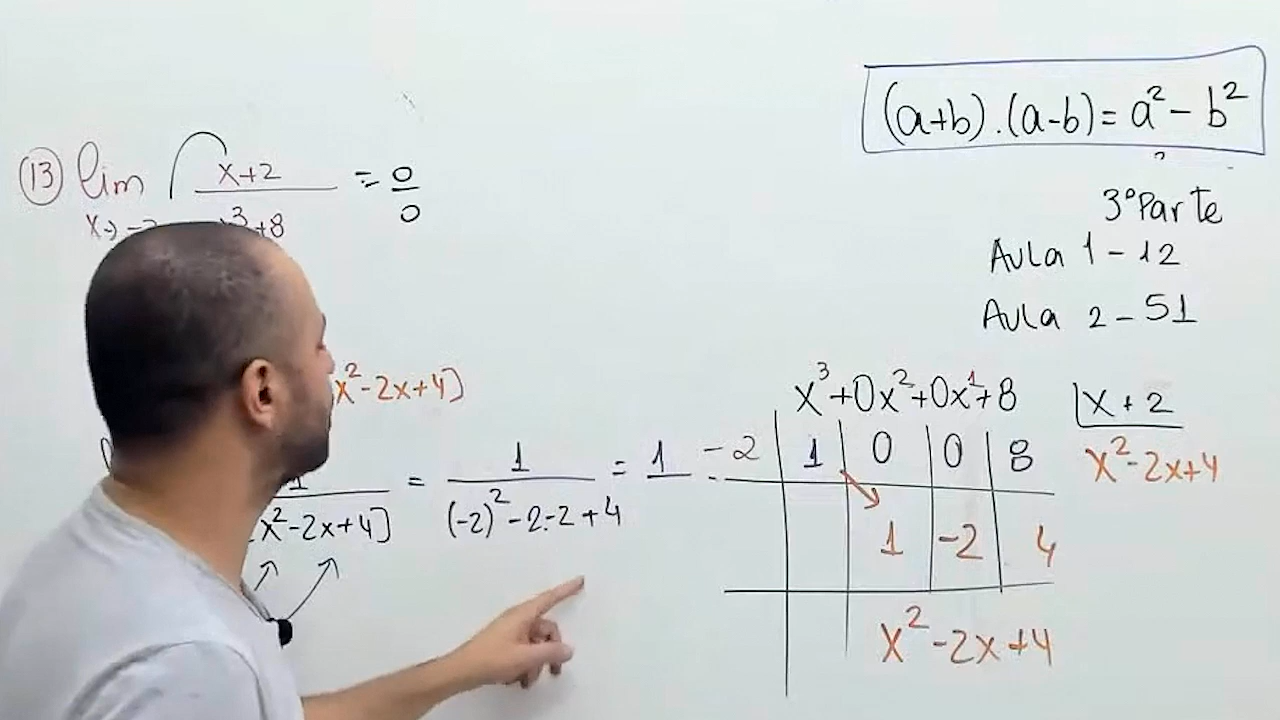 (a+b).(a-b)=a²-b²
(13) lim x+2 = 0/0
x→-2 x³+8
3º Parte
Aula 1-12
Aula 2-51
x³+0x²+0x¹+8 |x+2
x²-2x+4]
-2 | 1 | 0 | 0 | 8
x²-2x+4
1/[x²-2x+4] = 1/((-2)²-2.-2+4) = 1
1 | -2 | 4
x²-2x+4